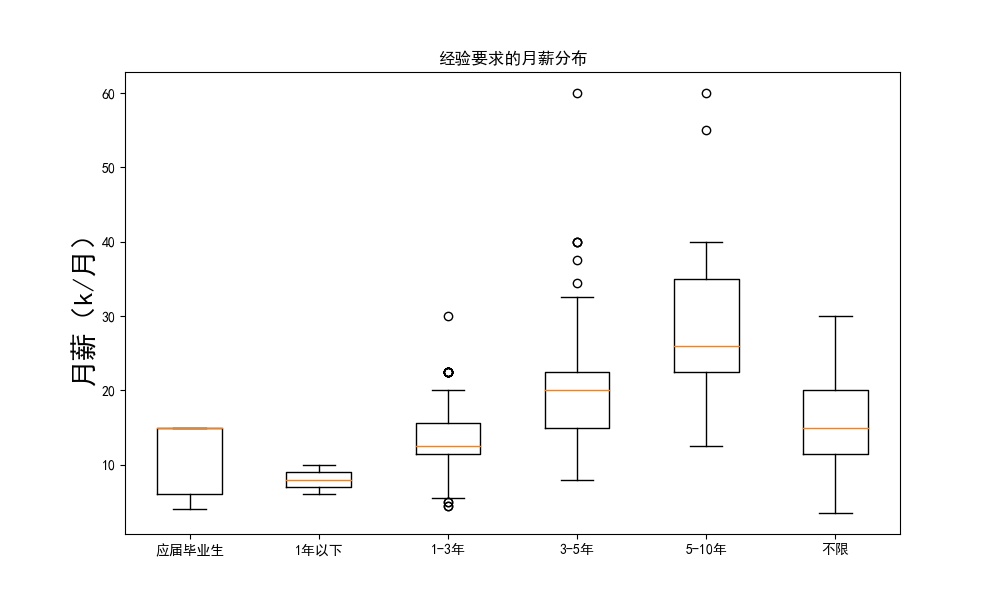 经验要求的月薪分布
月薪（k/月）
60
50
40
30
20
10
应届毕业生
1年以下
1-3年
3-5年
5-10年
不限